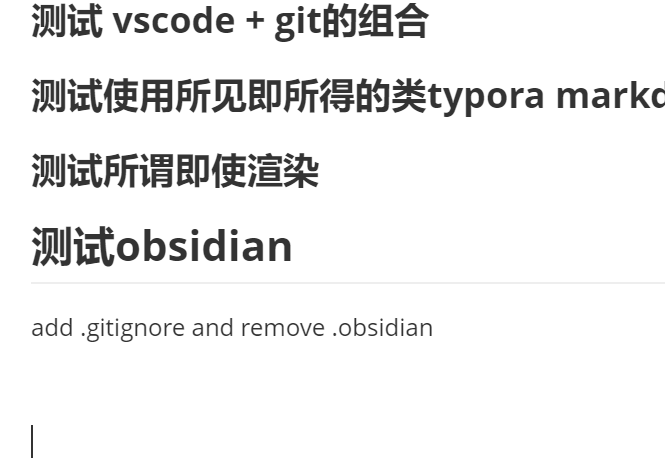 测试 vscode + git的组合
测试使用所见即所得的类typora markd
测试所谓即使渲染
测试obsidian
add .gitignore and remove .obsidian